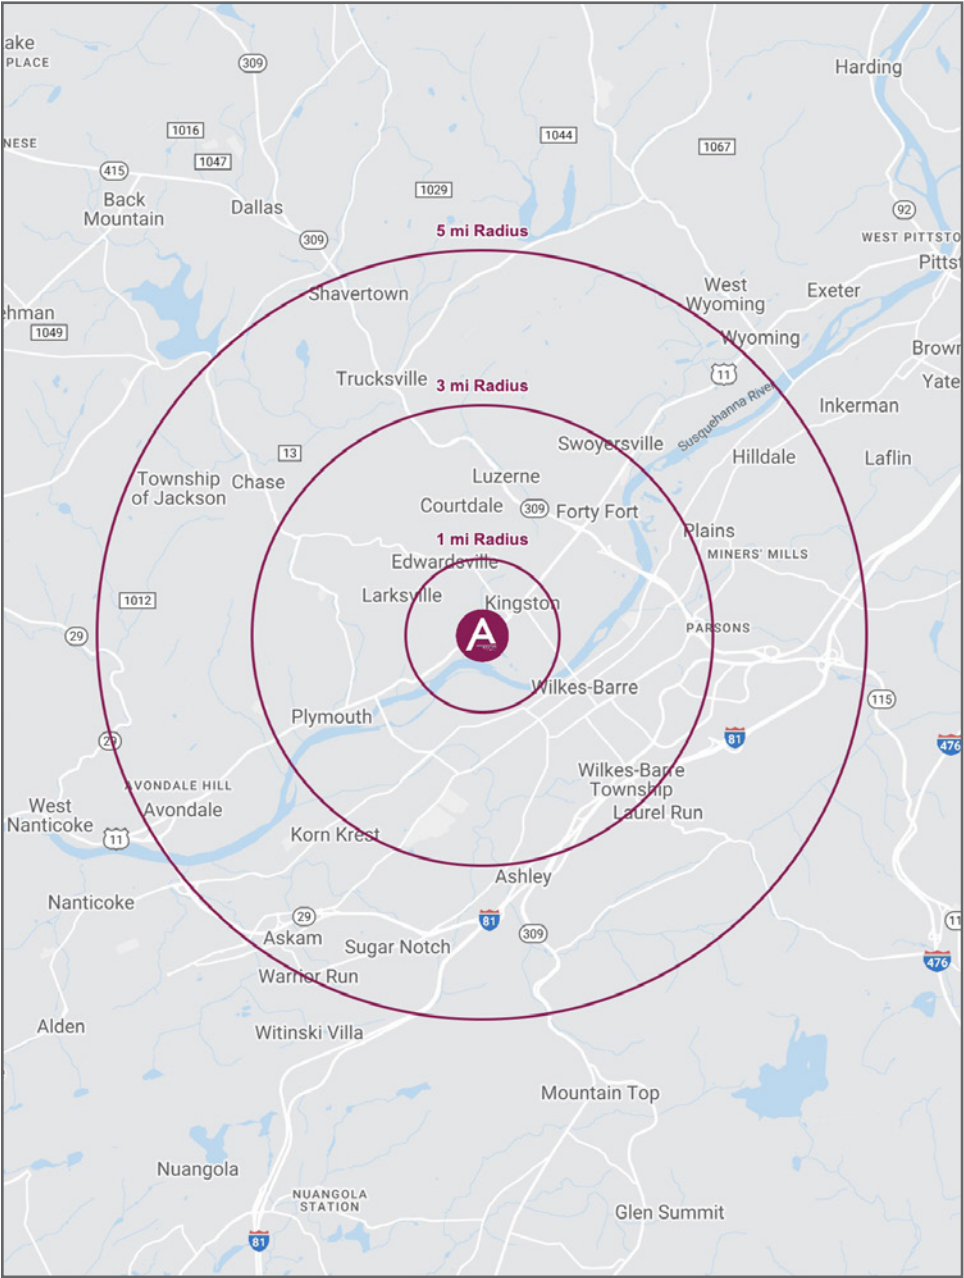 ake
PLACE
309
Harding
1016
1044
NESE
1047
1067
415
1029
Back
Mountain
Dallas
92
5 mi Radius
309
WEST PITTSTO
Pittst
Shavertown
West
Wyoming
Exeter
ehman
1049
Wyoming
Brown
Trucksville
3 mi Radius
11
Yate
Susquehanna River
Inkerman
Swoyersville
13
Hilldale
Laflin
Township
of Jackson
Chase
Luzerne
Courtdale
309
Forty Fort
Plains
1 mi Radius
MINERS' MILLS
Edwardsville
1012
Larksville
Kingston
29
A
PARSONS
Wilkes-Barre
115
Plymouth
29
81
476
Wilkes-Barre
Township
AVONDALE HILL
West
Nanticoke
Avondale
Laurel Run
11
Korn Krest
Ashley
Nanticoke
29
81
309
11
Askam
Sugar Notch
476
Warrior Run
Alden
Witinski Villa
Mountain Top
Nuangola
NUANGOLA
STATION
Glen Summit
81